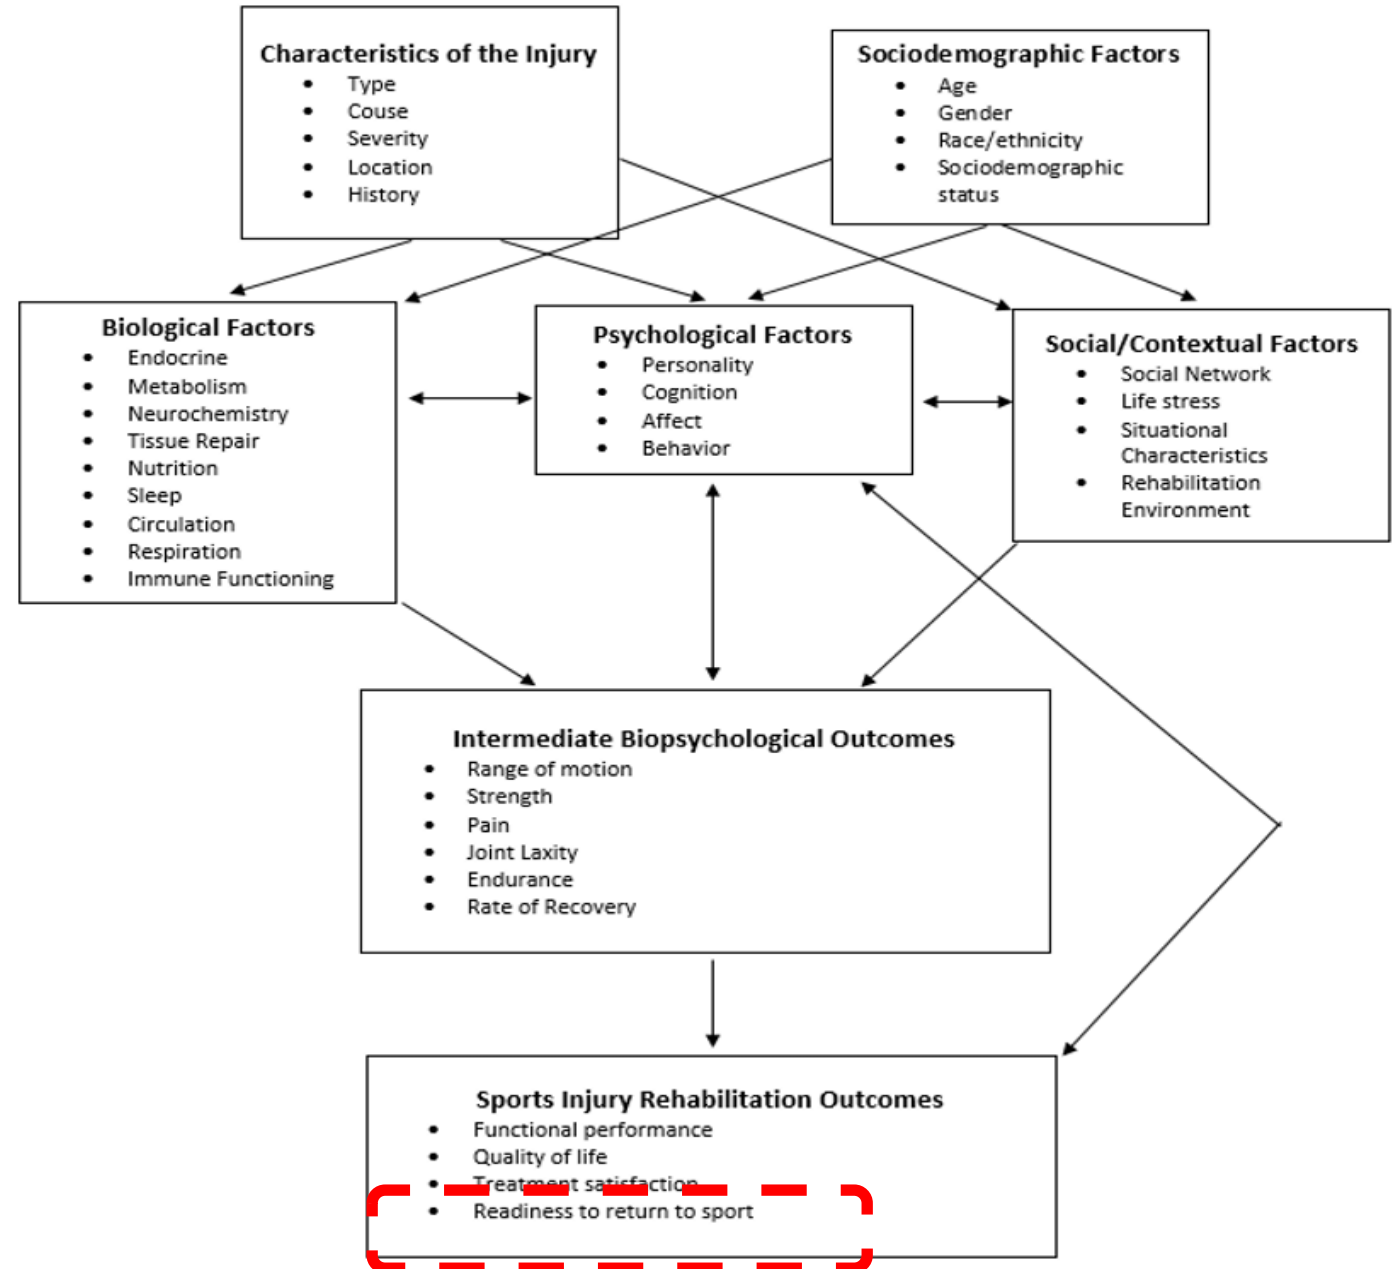 Characteristics of the Injury
• Type
• Couse
• Severity
• Location
• History
Sociodemographic Factors
• Age
• Gender
• Race/ethnicity
• Sociodemographic
status
Biological Factors
• Endocrine
• Metabolism
• Neurochemistry
• Tissue Repair
• Nutrition
• Sleep
• Circulation
• Respiration
• Immune Functioning
Psychological Factors
• Personality
• Cognition
• Affect
• Behavior
Social/Contextual Factors
• Social Network
• Life stress
• Situational
Characteristics
• Rehabilitation
Environment
Intermediate Biopsychological Outcomes
• Range of motion
• Strength
• Pain
• Joint Laxity
• Endurance
• Rate of Recovery
Sports Injury Rehabilitation Outcomes
• Functional performance
• Quality of life
• Treatment satisfaction
• Readiness to return to sport